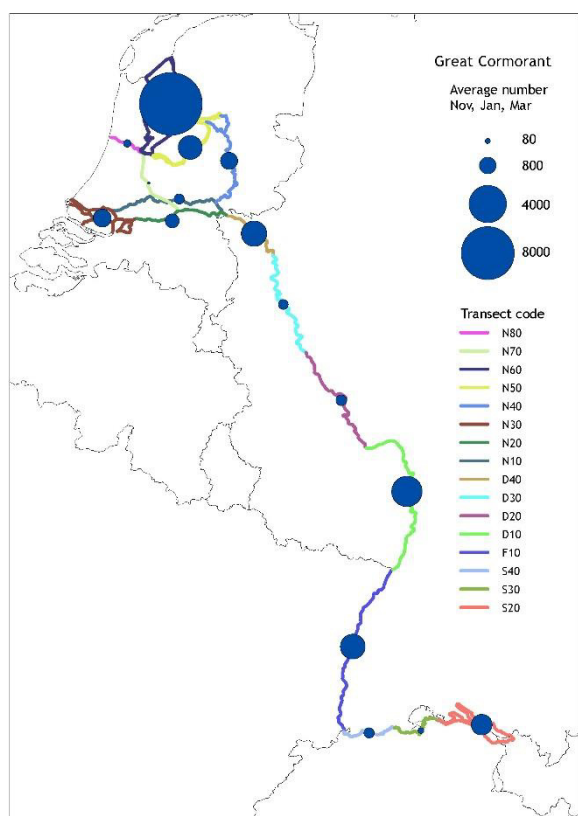 Great Cormorant
Average number
Nov, Jan, Mar
80
800
4000
8000
Transect code
N80
N70
N60
N50
N40
N30
N20
N10
D40
D30
D20
D10
F10
S40
S30
S20